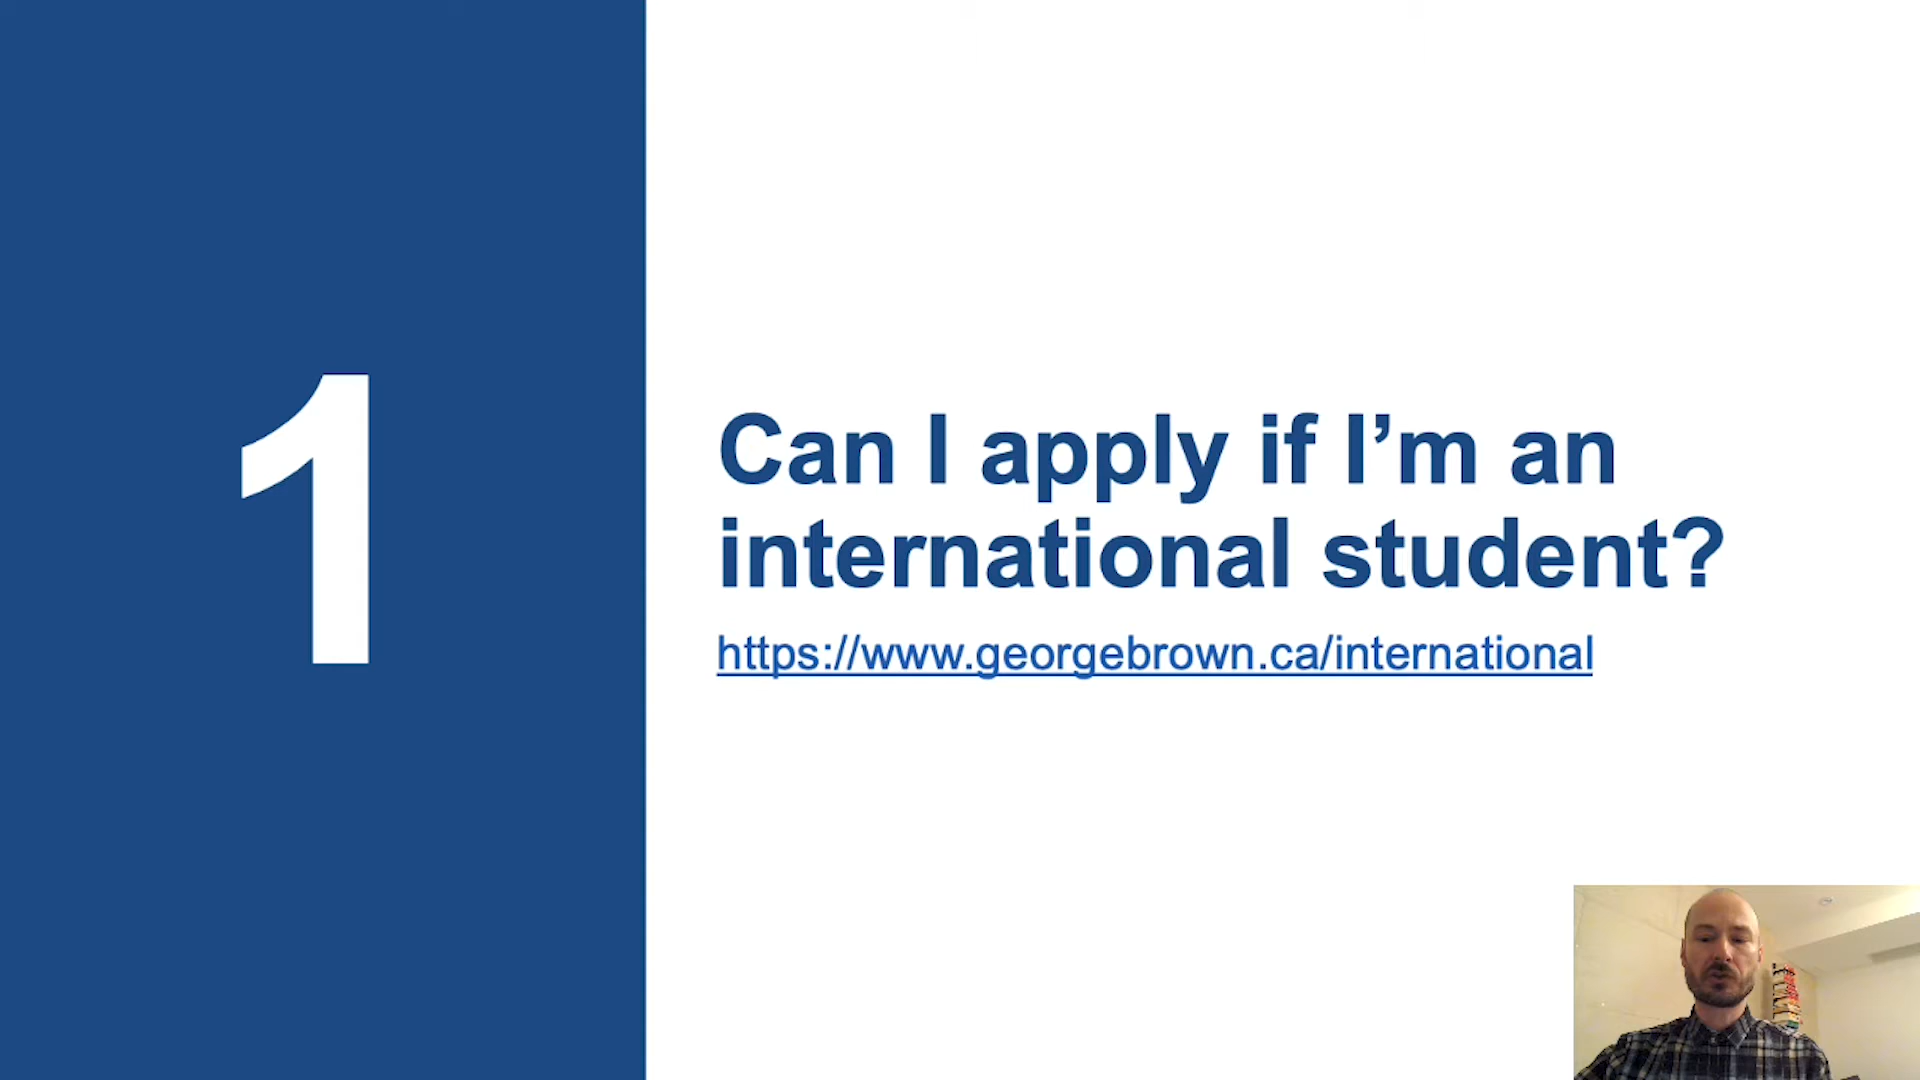 1
Can I apply if I’m an
international student?
https://www.georgebrown.ca/international